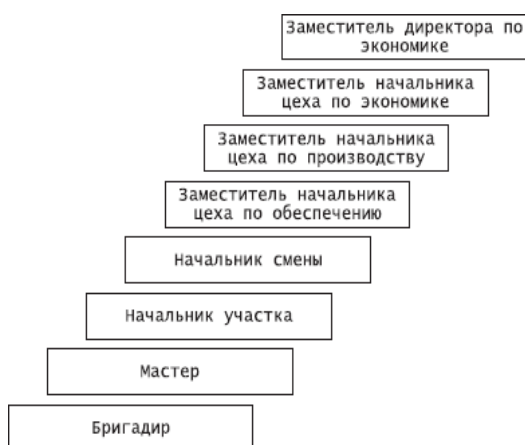 Заместитель директора по
экономике
Заместитель начальника
цеха по экономике
Заместитель начальника
цеха по производству
Заместитель начальника
цеха по обеспечению
Начальник смены
Начальник участка
Мастер
Бригадир